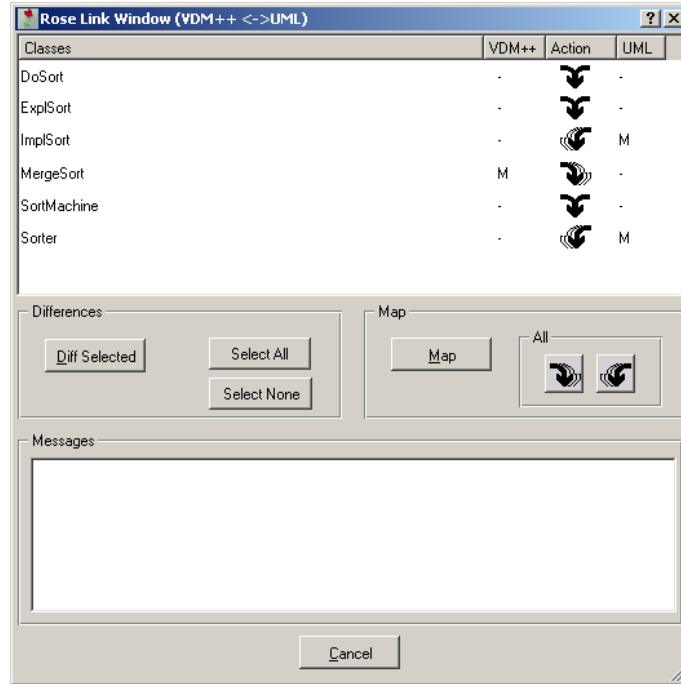 Rose Link Window (VDM++ <->UML)
Classes VDM++ Action UML
DoSort - -
ExplSort - -
ImplSort - M
MergeSort M -
SortMachine - -
Sorter - M
Differences Map
Diff Selected Select All Map All
Select None
Messages
Cancel